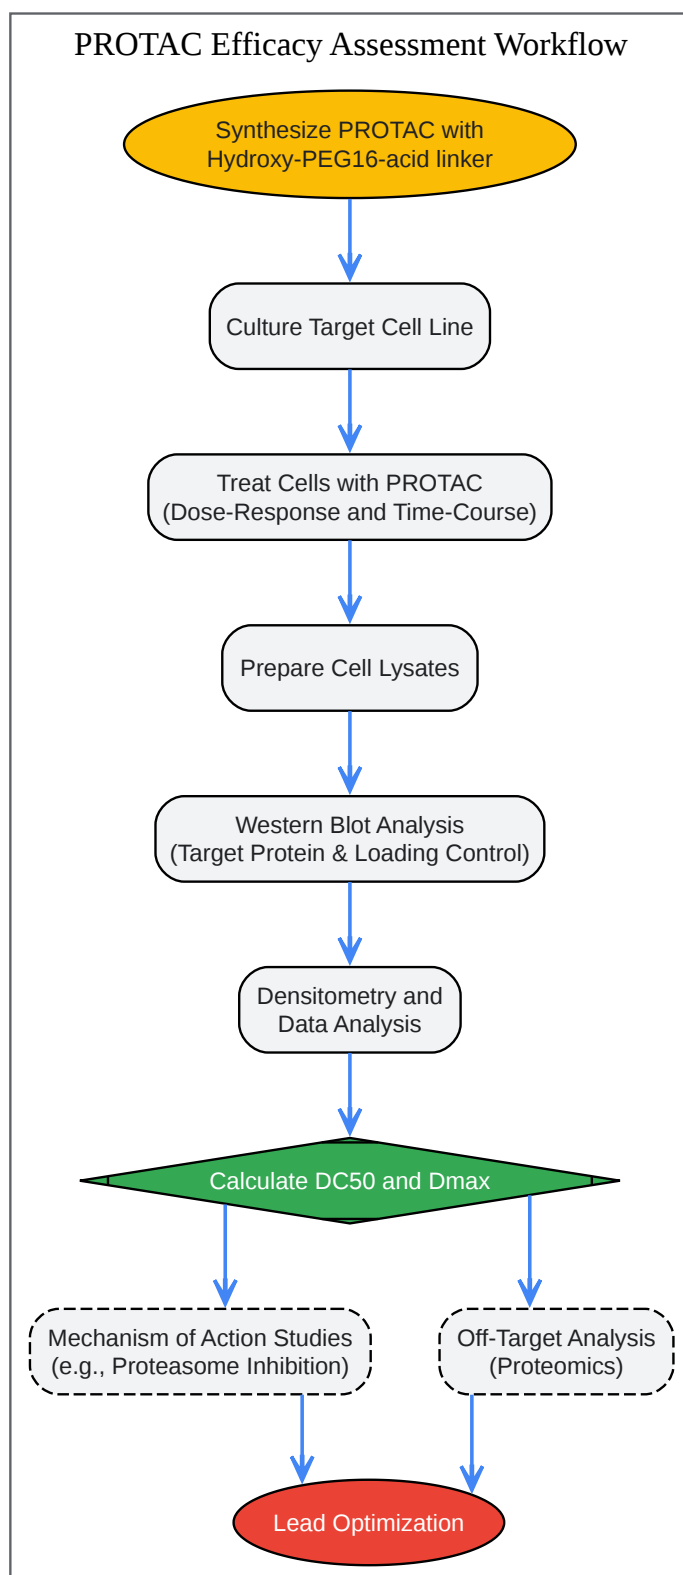 PROTAC Efficacy Assessment Workflow
Synthesize PROTAC with
Hydroxy-PEG16-acid linker
Culture Target Cell Line
Treat Cells with PROTAC
(Dose-Response and Time-Course)
Prepare Cell Lysates
Western Blot Analysis
(Target Protein & Loading Control)
Densitometry and
Data Analysis
Calculate DC50 and Dmax
Mechanism of Action Studies
(e.g., Proteasome Inhibition)
Off-Target Analysis
(Proteomics)
Lead Optimization